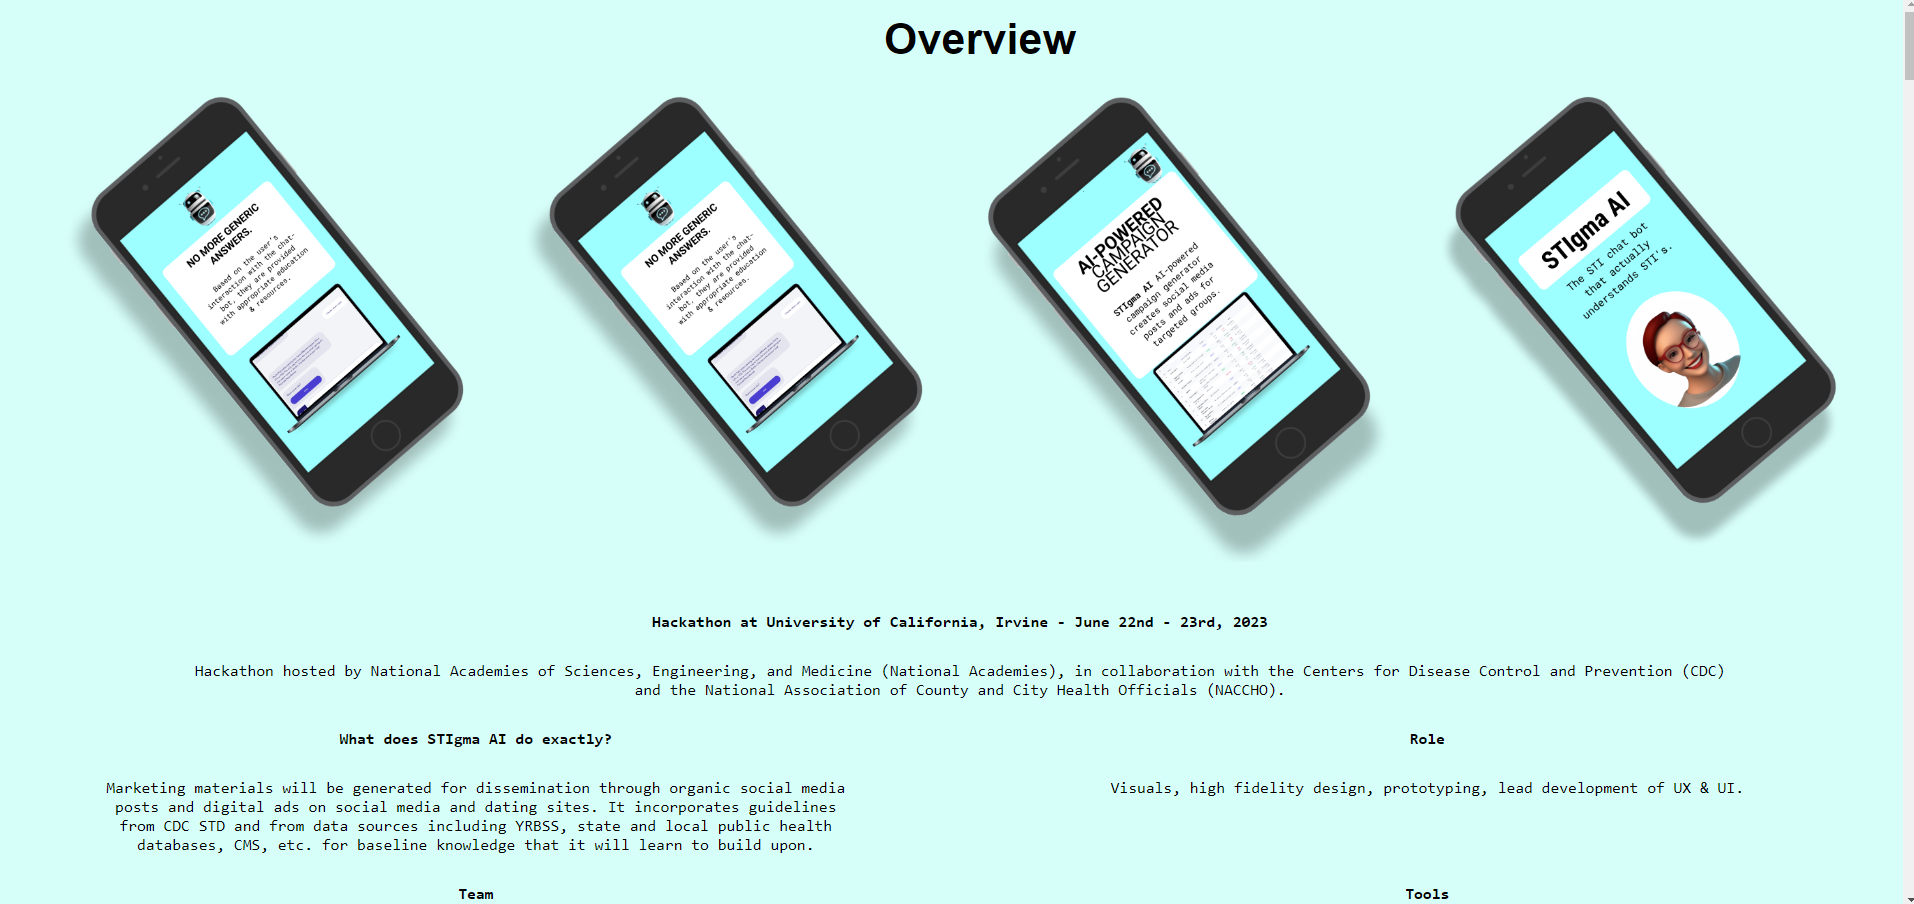 Overview
NO MORE GENERIC
ANSWERS.
Based on the user's
interaction with the chat-
bot, they are provided
with appropriate education
& resources.
NO MORE GENERIC
ANSWERS.
Based on the user's
interaction with the chat-
bot, they are provided
with appropriate education
& resources.
AI-POWERED
CAMPAIGN
GENERATOR
STIgma AI AI-powered
campaign generator
creates social media
posts and ads for
targeted groups.
STIgma AI
The STI chat bot
that actually
understands STI's.
Hackathon at University of California, Irvine - June 22nd - 23rd, 2023
Hackathon hosted by National Academies of Sciences, Engineering, and Medicine (National Academies), in collaboration with the Centers for Disease Control and Prevention (CDC)
and the National Association of County and City Health Officials (NACCHO).
What does STIgma AI do exactly?
Marketing materials will be generated for dissemination through organic social media
posts and digital ads on social media and dating sites. It incorporates guidelines
from CDC STD and from data sources including YRBSS, state and local public health
databases, CMS, etc. for baseline knowledge that it will learn to build upon.
Role
Visuals, high fidelity design, prototyping, lead development of UX & UI.
Team
Tools